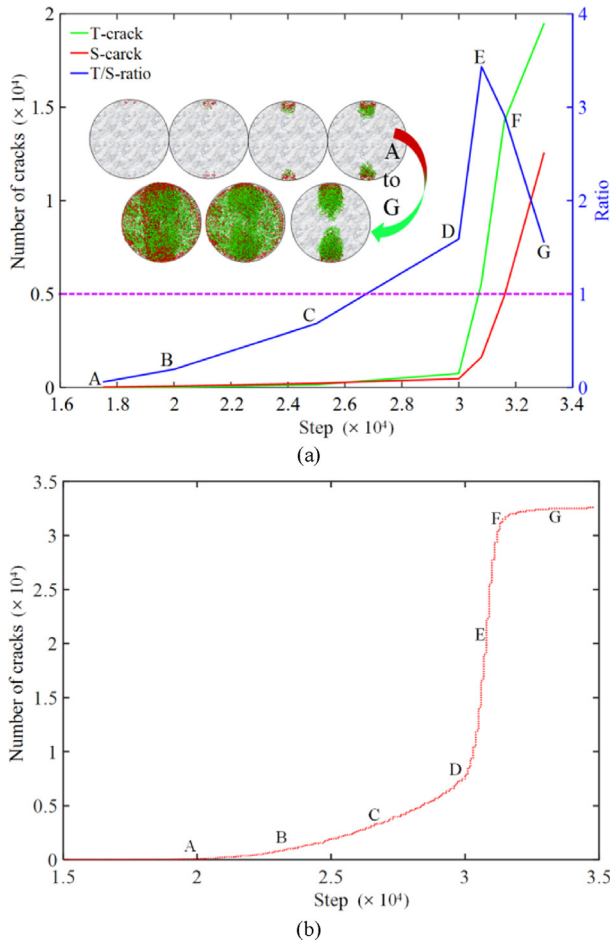 2
4
T-crack
S-carck
T/S-ratio
E
1.5
3
F
A
to
G
1
2
D
G
0.5
1
C
B
A
0
0
1.6
1.8
2
2.2
2.4
2.6
2.8
3
3.2
3.4
Number of cracks (× 10⁴)
Ratio
Step (× 10⁴)
(a)
3.5
F
G
3
2.5
2
E
1.5
1
D
0.5
C
B
A
0
1.5
2
2.5
3
3.5
Number of cracks (× 10⁴)
Step (× 10⁴)
(b)